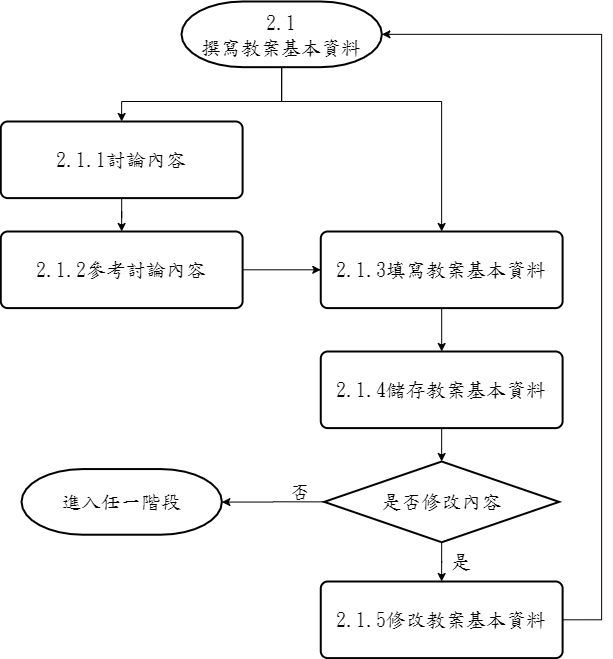 2.1
撰寫教案基本資料
2.1.1討論內容
2.1.2參考討論內容
2.1.3填寫教案基本資料
2.1.4儲存教案基本資料
是否修改內容
否
進入任一階段
是
2.1.5修改教案基本資料